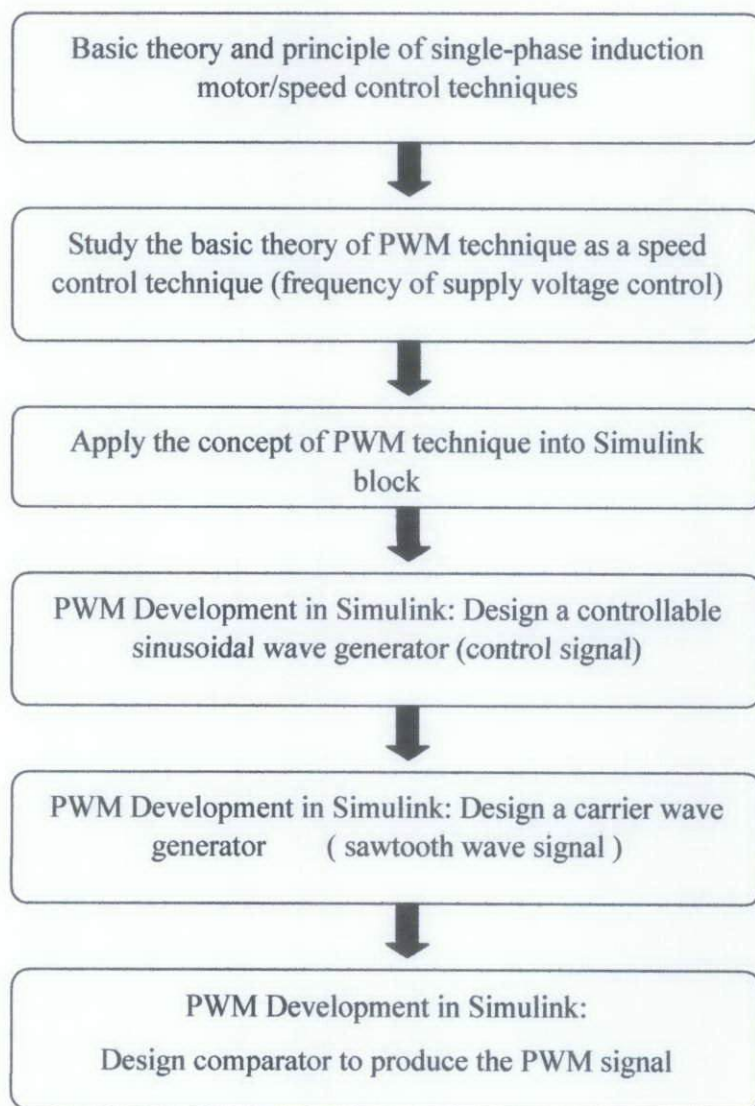 Basic theory and principle of single-phase induction
motor/speed control techniques
Study the basic theory of PWM technique as a speed
control technique (frequency of supply voltage control)
Apply the concept of PWM technique into Simulink
block
PWM Development in Simulink: Design a controllable
sinusoidal wave generator (control signal)
PWM Development in Simulink: Design a carrier wave
generator ( sawtooth wave signal )
PWM Development in Simulink:
Design comparator to produce the PWM signal